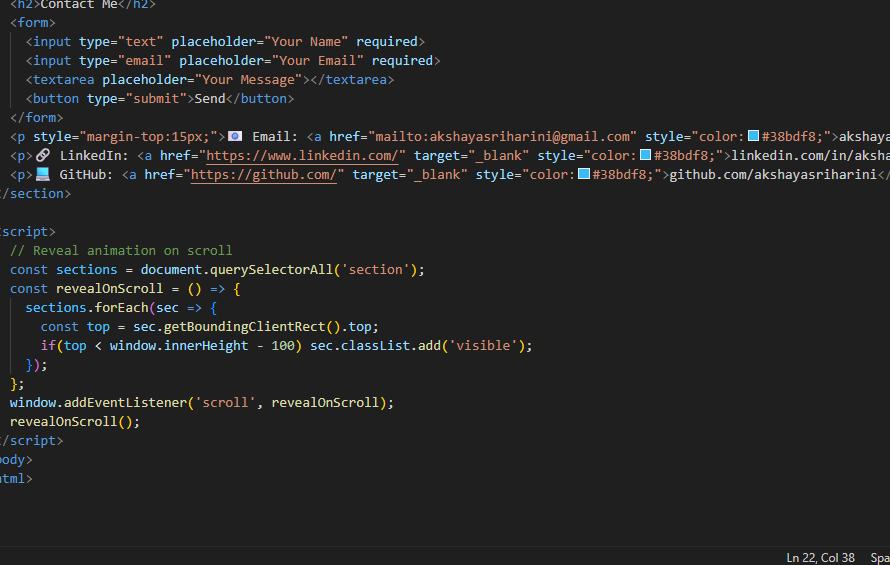 <h2>Contact Me</h2>
<form>
<input type="text" placeholder="Your Name" required>
<input type="email" placeholder="Your Email" required>
<textarea placeholder="Your Message"></textarea>
<button type="submit">Send</button>
</form>
<p style="margin-top:15px;">📧 Email: <a href="mailto:akshayasriharini@gmail.com" style="color:#38bdf8;">akshaya
<p>🔗 LinkedIn: <a href="https://www.linkedin.com/" target="_blank" style="color:#38bdf8;">linkedin.com/in/aksha
<p>💻 GitHub: <a href="https://github.com/" target="_blank" style="color:#38bdf8;">github.com/akshayasriharini</
/section>
script>
// Reveal animation on scroll
const sections = document.querySelectorAll('section');
const revealOnScroll = () => {
sections.forEach(sec => {
const top = sec.getBoundingClientRect().top;
if(top < window.innerHeight - 100) sec.classList.add('visible');
});
};
window.addEventListener('scroll', revealOnScroll);
revealOnScroll();
/script>
body>
html>
Ln 22, Col 38 Spa